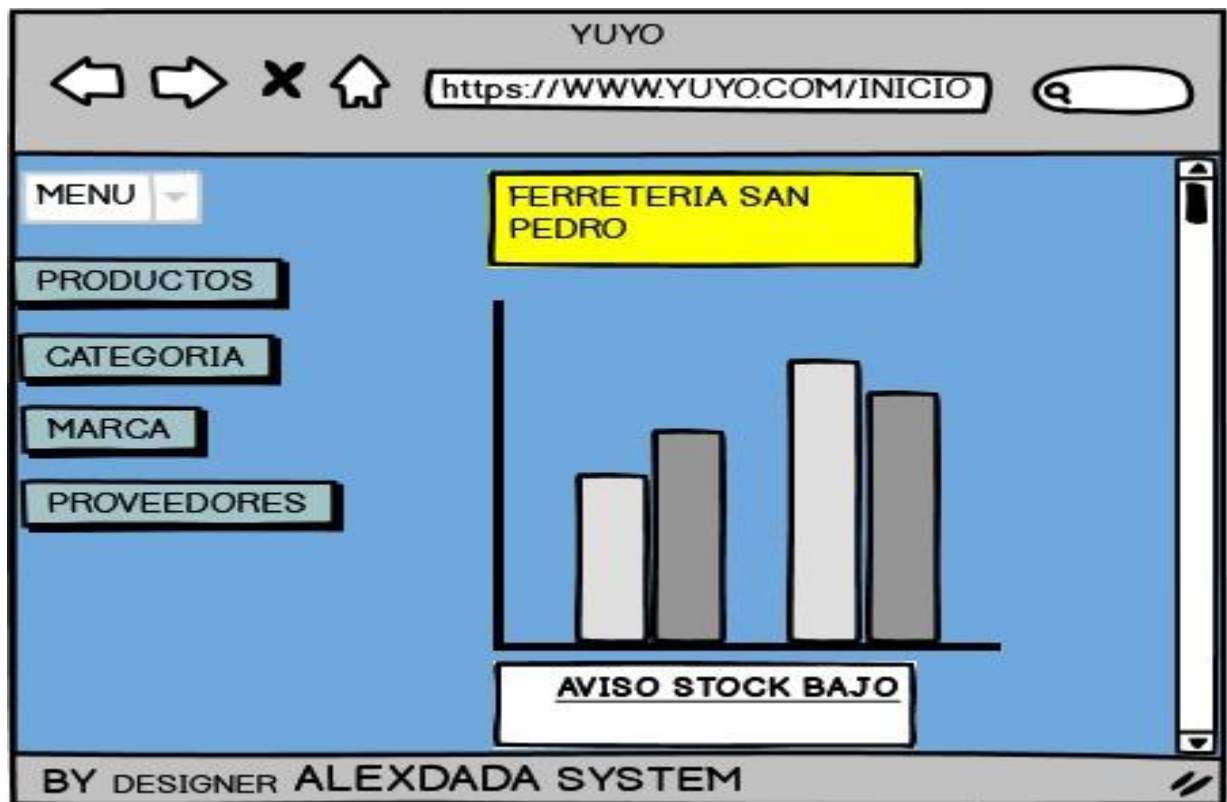 YUYO
https://WWW.YUYO.COM/INICIO
MENU
FERRETERIA SAN
PEDRO
PRODUCTOS
CATEGORIA
MARCA
PROVEEDORES
AVISO STOCK BAJO
BY DESIGNER ALEXDADA SYSTEM